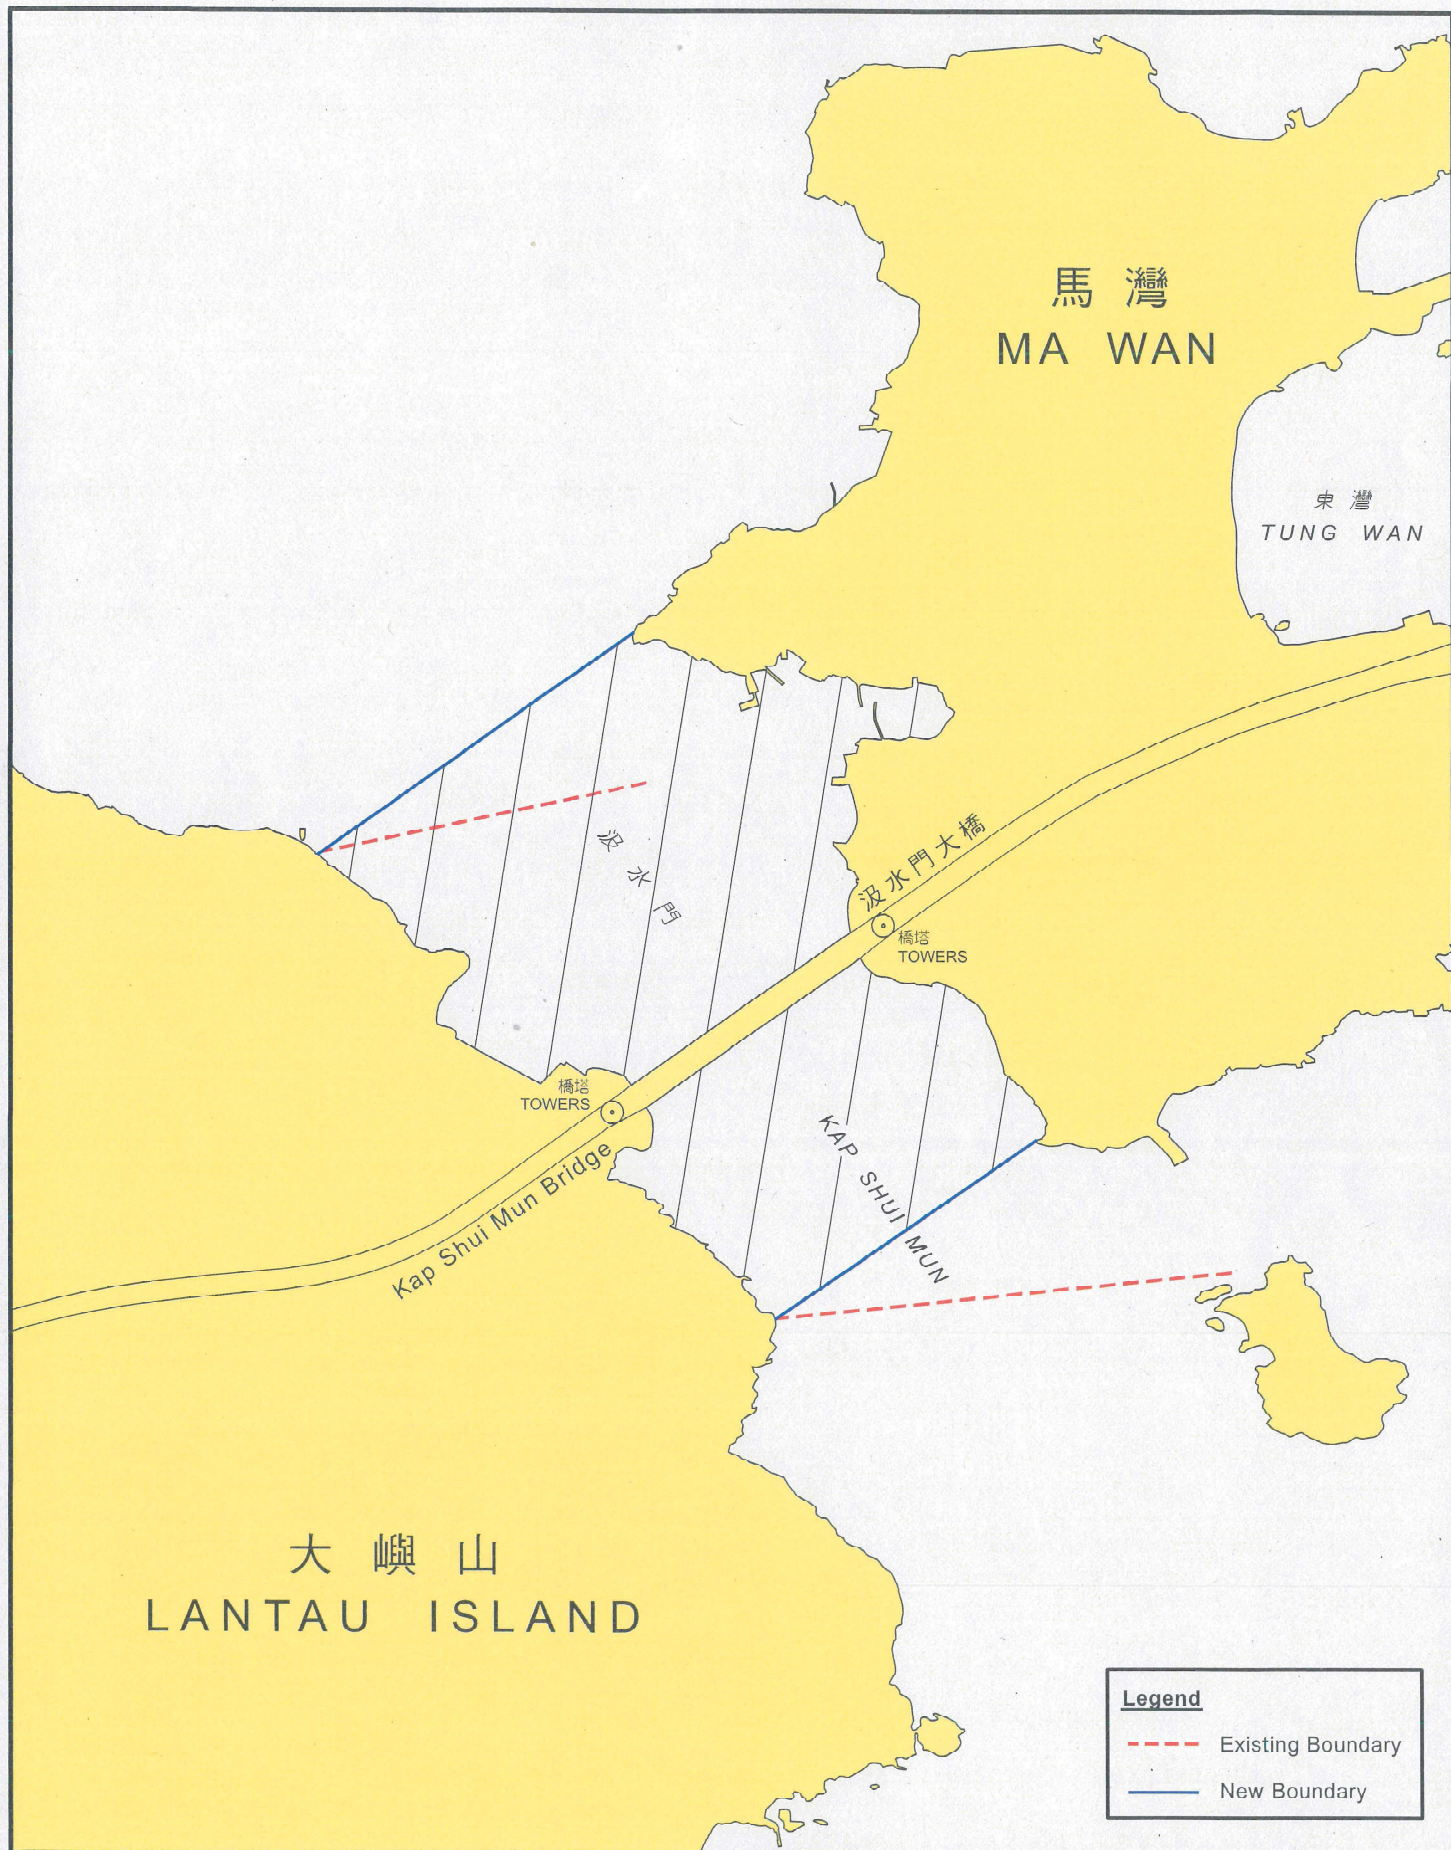 馬灣
MA WAN
東灣
TUNG WAN
汲水門
汲水門大橋
橋塔
TOWERS
橋塔
TOWERS
Kap Shui Mun Bridge
KAP SHUI MUN
大嶼山
LANTAU ISLAND
Legend
Existing Boundary
New Boundary